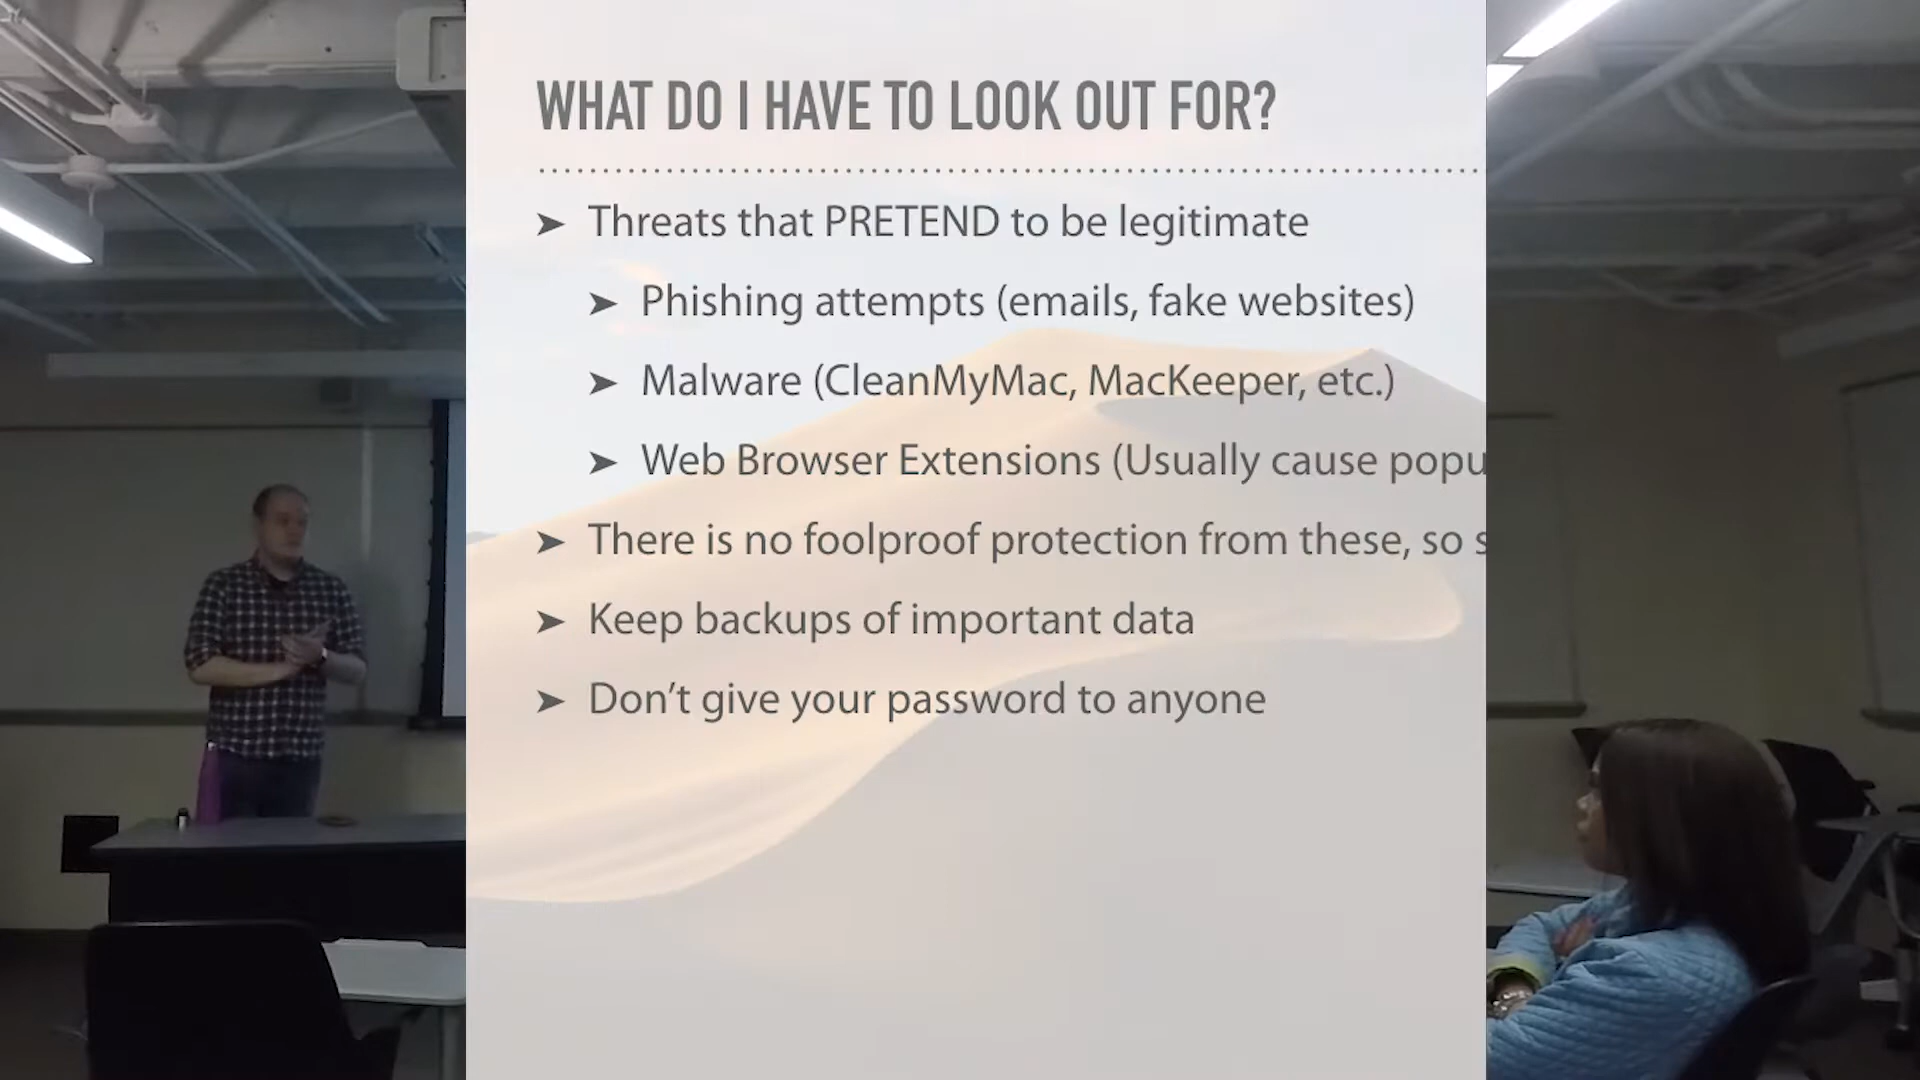 WHAT DO I HAVE TO LOOK OUT FOR?
➤ Threats that PRETEND to be legitimate
➤ Phishing attempts (emails, fake websites)
➤ Malware (CleanMyMac, MacKeeper, etc.)
➤ Web Browser Extensions (Usually cause popu
➤ There is no foolproof protection from these, so s
➤ Keep backups of important data
➤ Don’t give your password to anyone